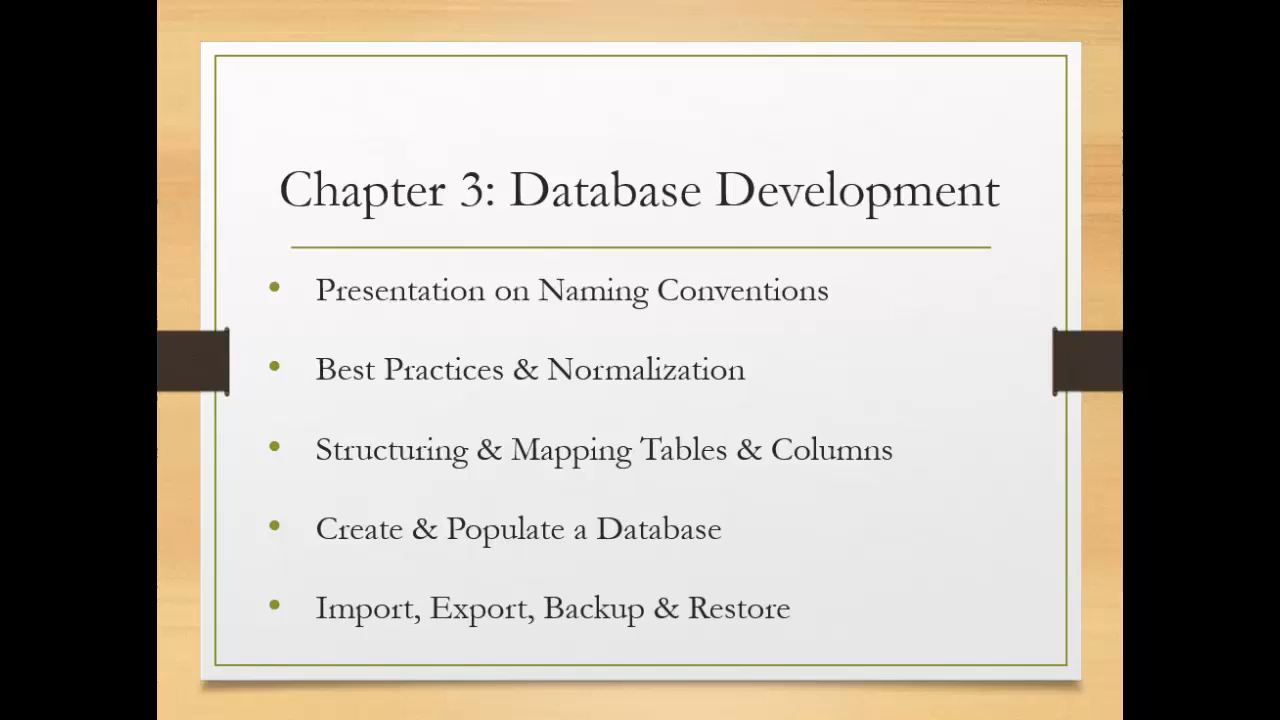 Chapter 3: Database Development
• Presentation on Naming Conventions
• Best Practices & Normalization
• Structuring & Mapping Tables & Columns
• Create & Populate a Database
• Import, Export, Backup & Restore